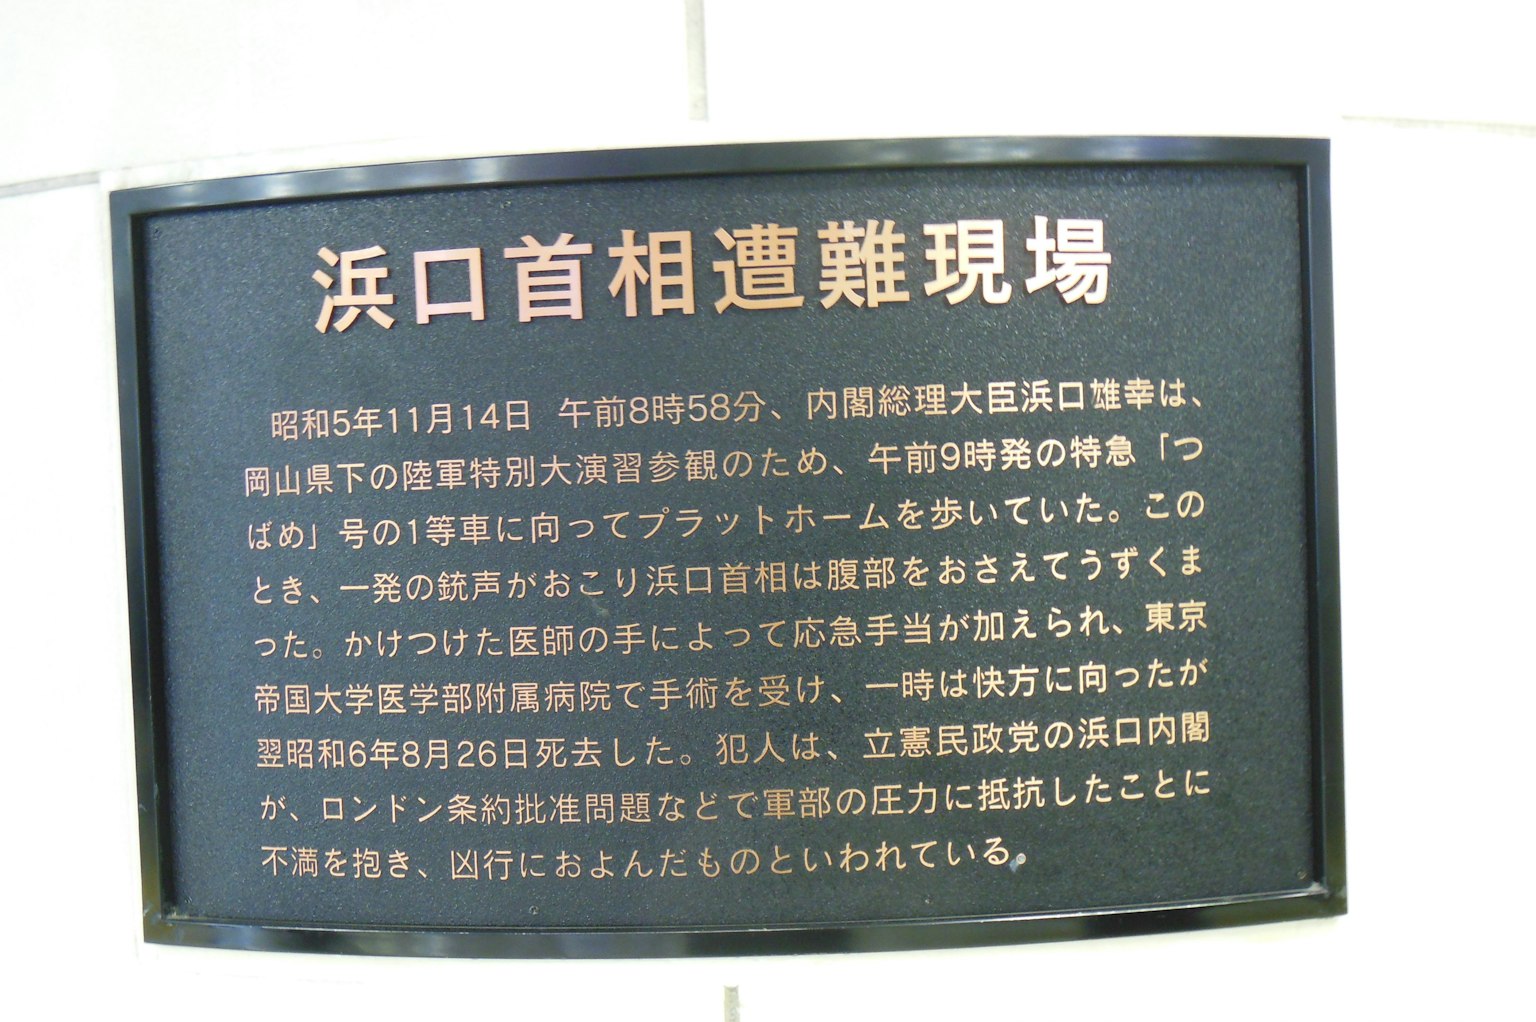 浜口首相遭難現場
昭和5年11月14日 午前8時58分、内閣総理大臣浜口雄幸は、
岡山県下の陸軍特別大演習参観のため、午前9時発の特急「つ
ばめ」号の1等車に向ってプラットホームを歩いていた。この
とき、一発の銃声がおこり浜口首相は腹部をおさえてうずくま
った。かけつけた医師の手によって応急手当が加えられ、東京
帝国大学医学部附属病院で手術を受け、一時は快方に向ったが
翌昭和6年8月26日死去した。犯人は、立憲民政党の浜口内閣
が、ロンドン条約批准問題などで軍部の圧力に抵抗したことに
不満を抱き、凶行におよんだものといわれている。